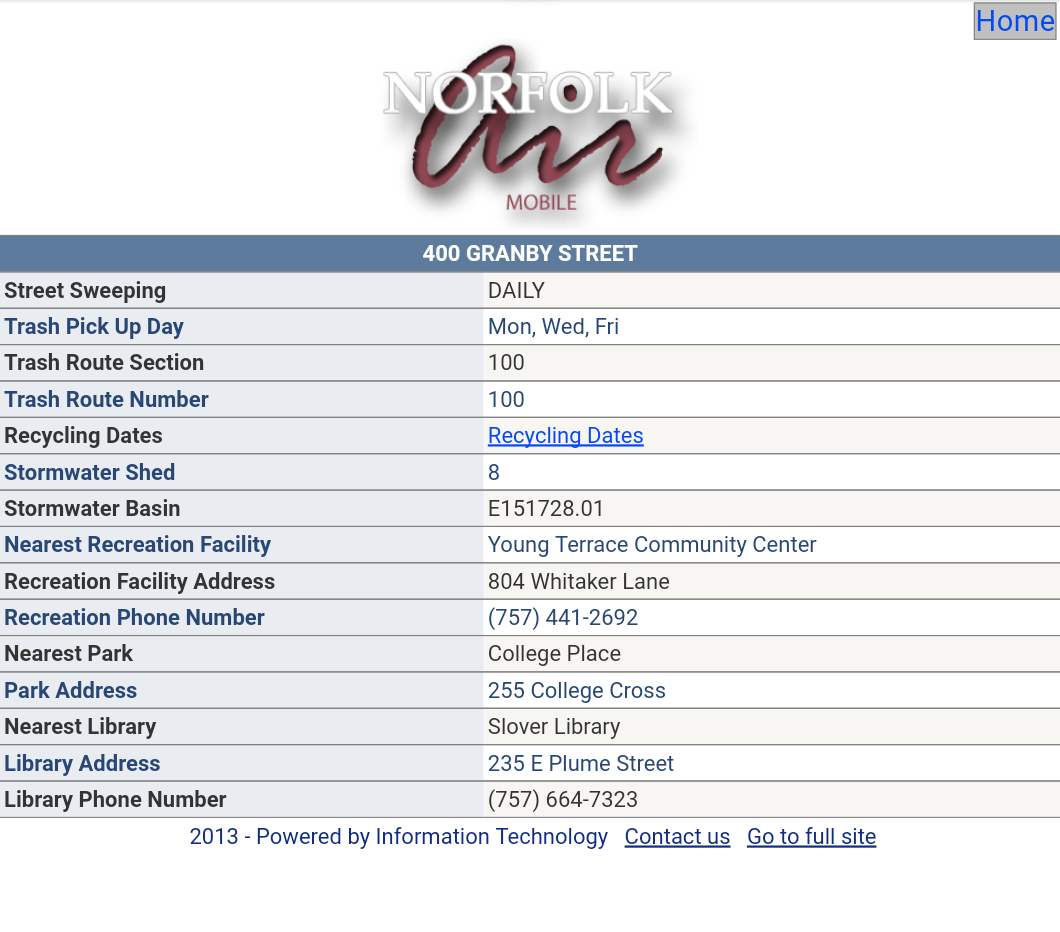 Home
NORFOLK
Air
MOBILE
400 GRANBY STREET
Street Sweeping DAILY
Trash Pick Up Day Mon, Wed, Fri
Trash Route Section 100
Trash Route Number 100
Recycling Dates Recycling Dates
Stormwater Shed 8
Stormwater Basin E151728.01
Nearest Recreation Facility Young Terrace Community Center
Recreation Facility Address 804 Whitaker Lane
Recreation Phone Number (757) 441-2692
Nearest Park College Place
Park Address 255 College Cross
Nearest Library Slover Library
Library Address 235 E Plume Street
Library Phone Number (757) 664-7323
2013 - Powered by Information Technology Contact us Go to full site